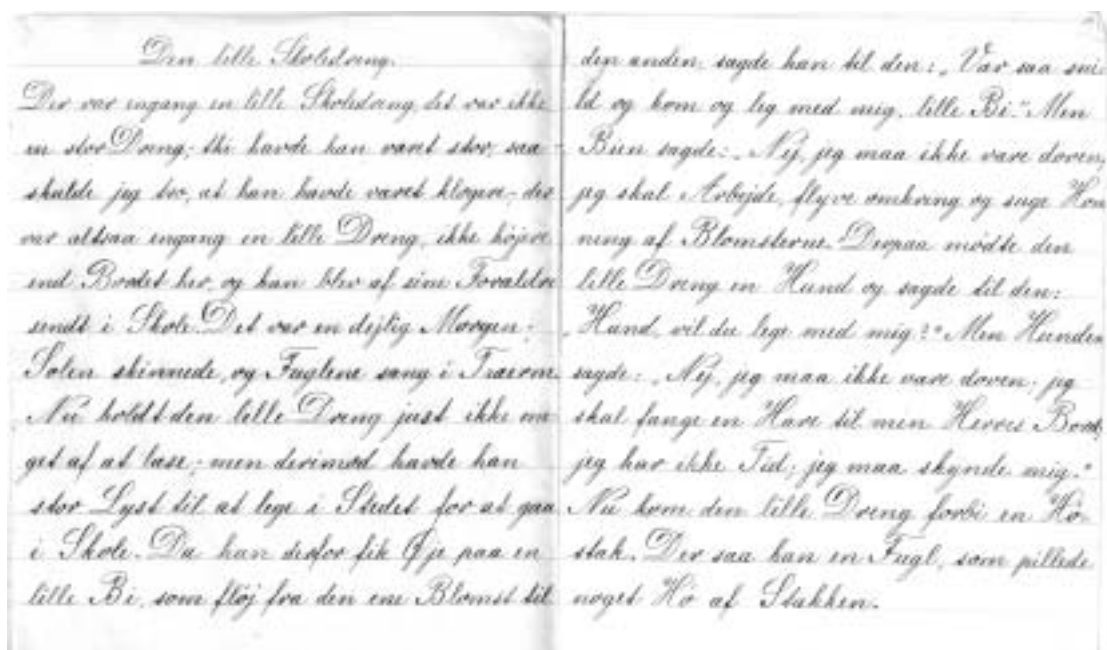 Den lille Skoledreng.
Der var engang en lille Skoledreng, det var ikke
en stor Dreng; thi havde han været stor, saa
skulde jeg tro, at han havde været klogere, der
var altsaa engang en lille Dreng, ikke højere
end Bordet her, og han blev af sine Forældre
sendt i Skole. Det var en dejlig Morgen;
Solen skinnede, og Fuglene sang i Træerne.
Nu holdt den lille Dreng just ikke me
get af at læse; men derimod havde han
stor Lyst til at lege i Stedet for at gaa
i Skole. Da han derfor fik Øje paa en
lille Bi, som fløj fra den ene Blomst til
den anden, sagde han til den: „Vær saa sni
ld og kom og leg med mig, lille Bi.“ Men
Bien sagde: „Nej, jeg maa ikke være doven,
jeg skal Arbejde, flyve omkring og suge Hon
ning af Blomsterne. Derpaa mødte den
lille Dreng en Hund og sagde til den:
„Hund, vil du lege med mig?“ Men Hunden
sagde: „Nej, jeg maa ikke være doven; jeg
skal fange en Hare til men Herres Bord;
jeg har ikke Tid; jeg maa skynde mig.“
Nu kom den lille Dreng forbi en Hø
stak. Der saa han en Fugl, som pillede
noget Hø af Stakken.